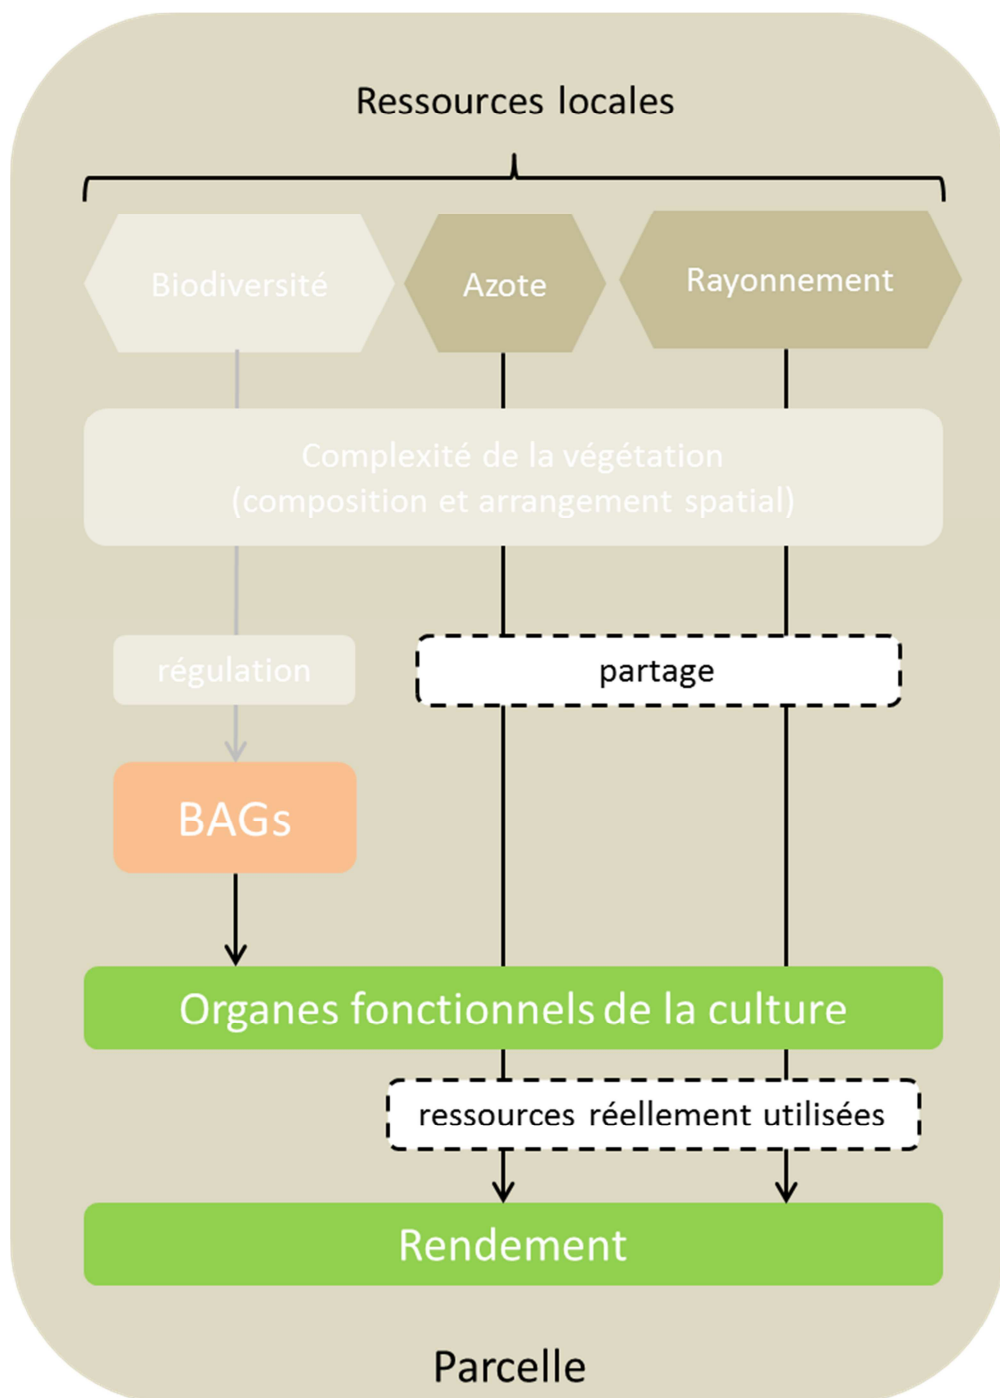 Ressources locales
Biodiversité
Azote
Rayonnement
Complexité de la végétation
(composition et arrangement spatial)
régulation
partage
BAGs
Organes fonctionnels de la culture
ressources réellement utilisées
Rendement
Parcelle